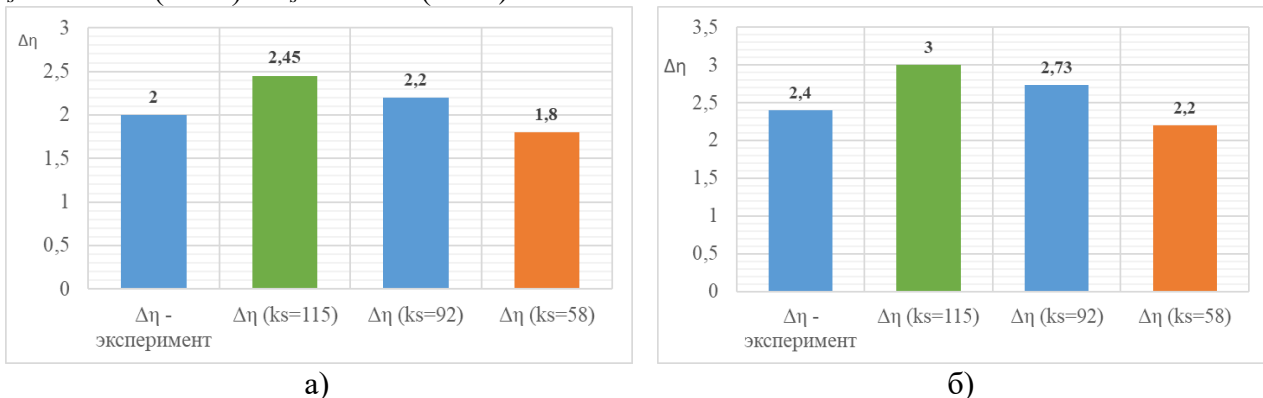 3
Δη
2,5
2
1,5
1
0,5
0
2
2,45
2,2
1,8
Δη - эксперимент
Δη (ks=115)
Δη (ks=92)
Δη (ks=58)
а)
3,5
3
Δη
2,5
2
1,5
1
0,5
0
2,4
3
2,73
2,2
Δη - эксперимент
Δη (ks=115)
Δη (ks=92)
Δη (ks=58)
б)